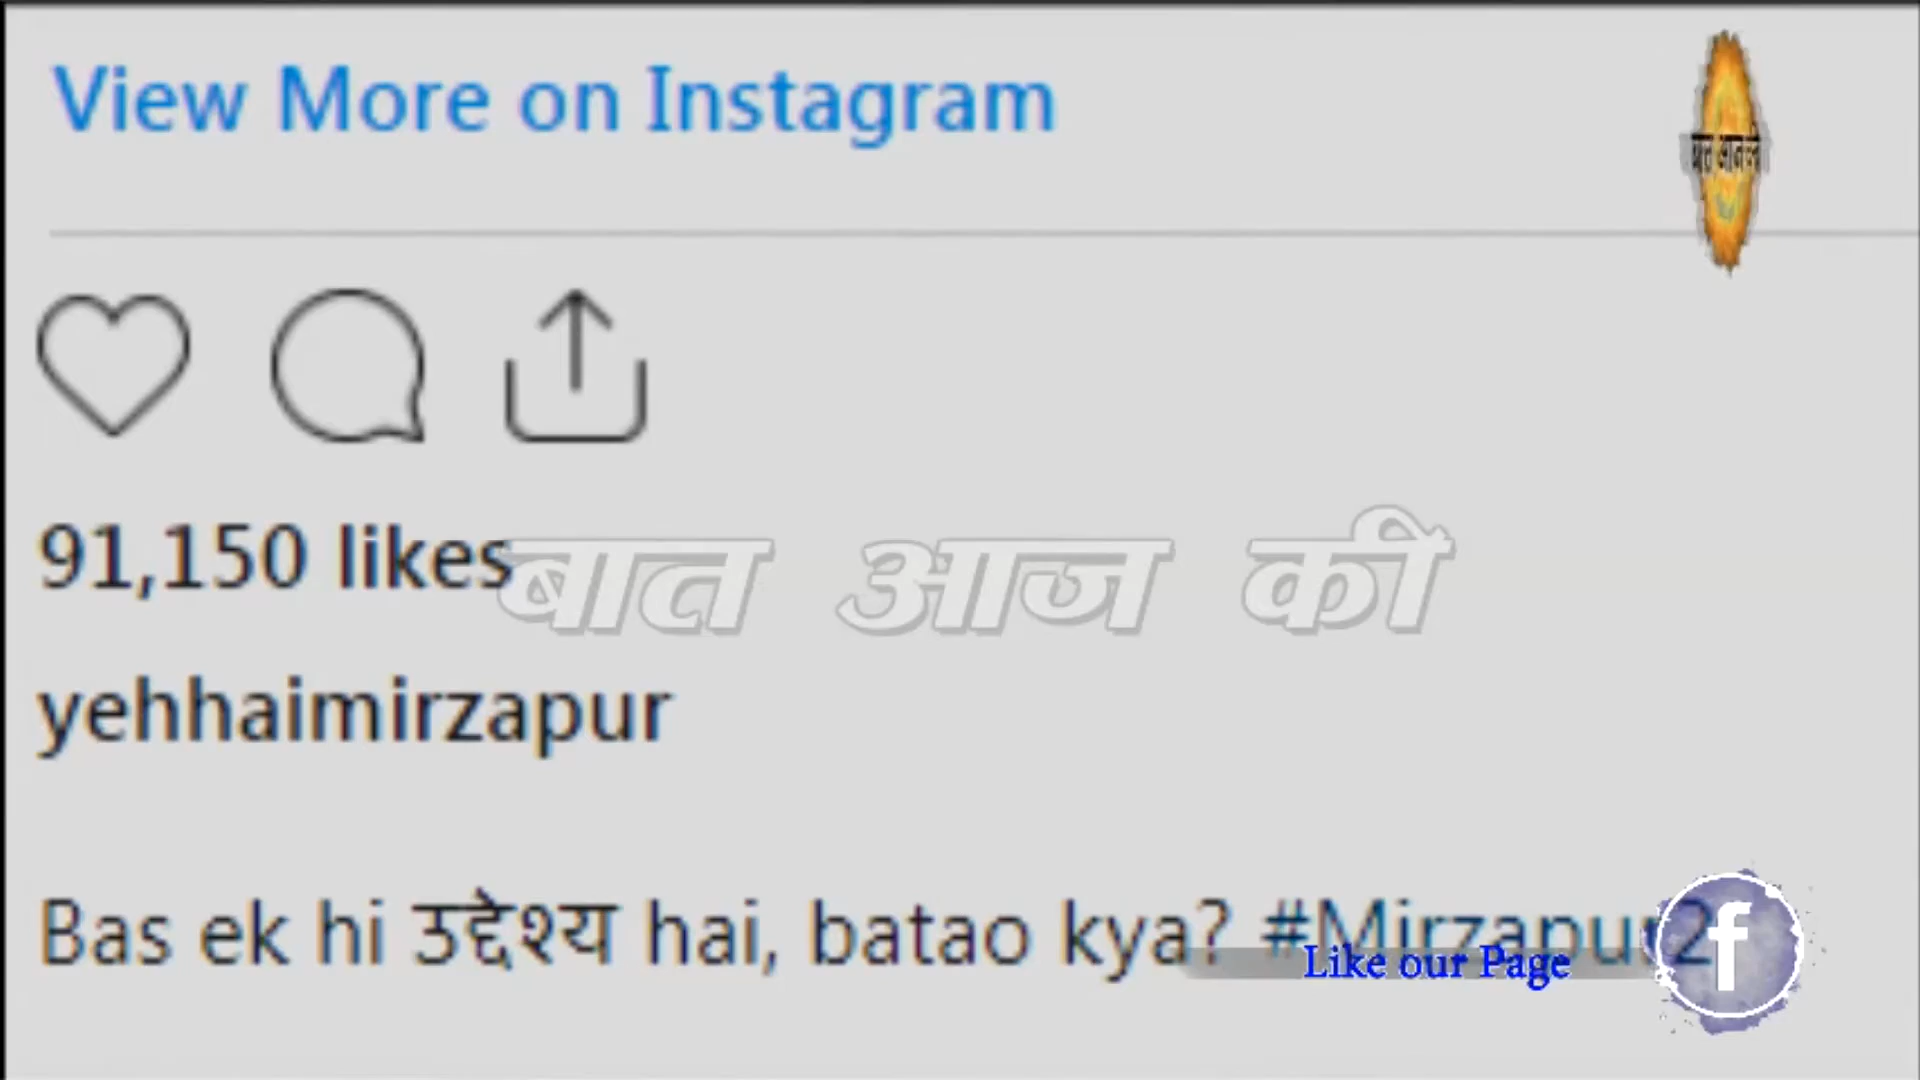 View More on Instagram
91,150 likes
बात आज की
yehhaimirzapur
Bas ek hi उद्देश्य hai, batao kya? #Mirzapur2
Like our Page
f